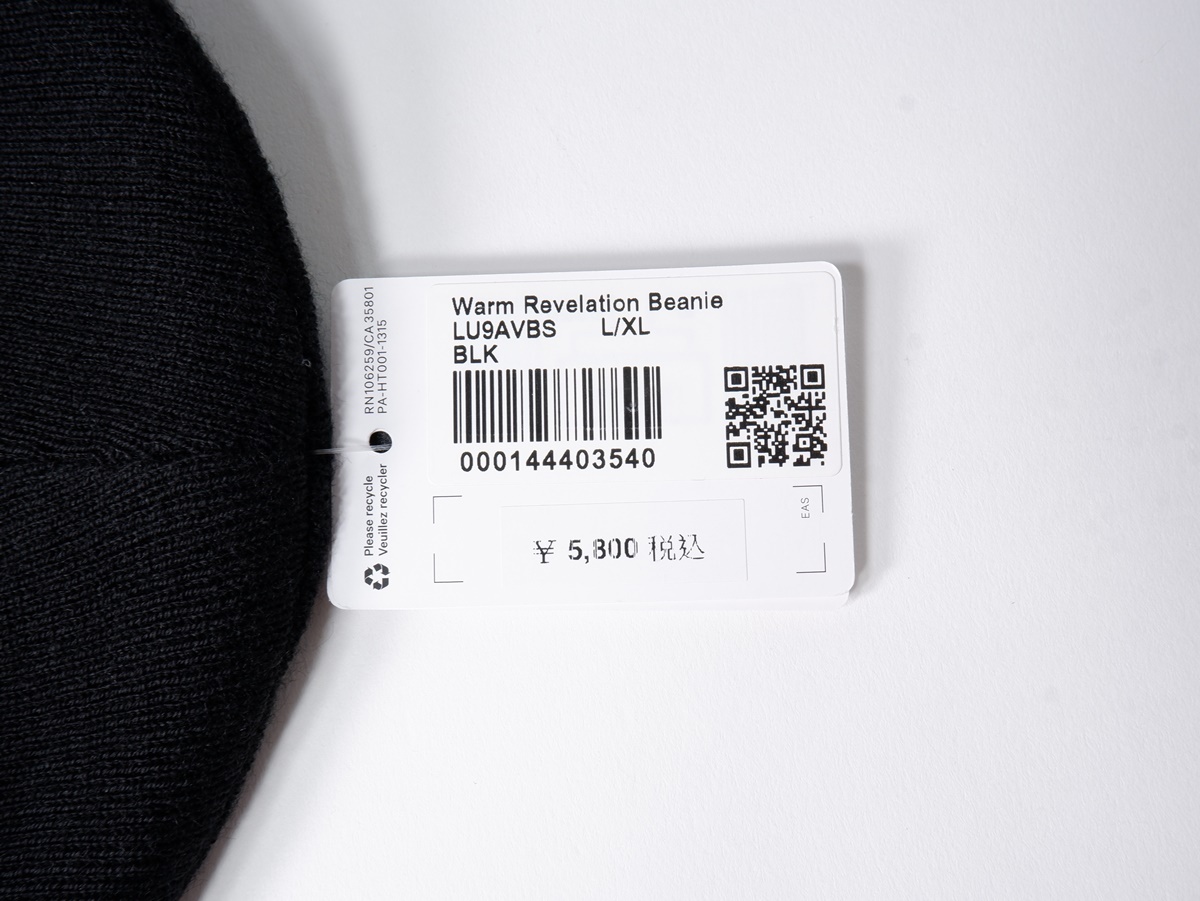 Warm Revelation Beanie
LU9AVBS L/XL
BLK
000144403540
¥ 5,800 税込
EAS
RN106259/CA35801
PA-HT001-1315
Please recycle
Veuillez recycler